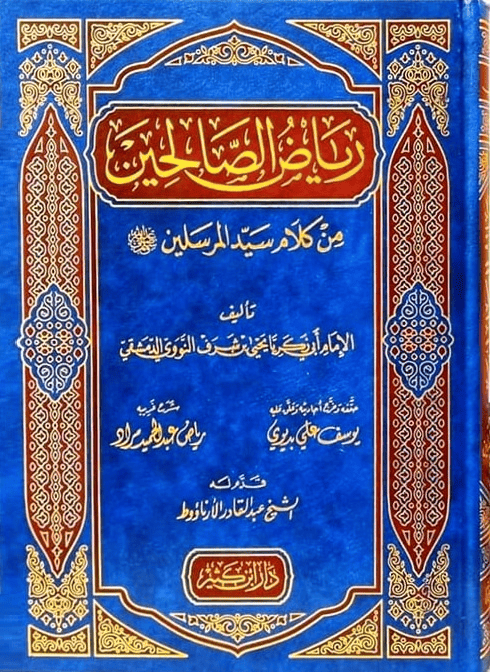 رياض الصالحين
من كلام سيد المرسلين ﷺ
تأليف
الإمام أبي زكريا يحيى بن شرف النووي الدمشقي
حققه وخرج أحاديثه وعلق عليه
يوسف علي بديوي
شرح غريبه
رياض عبد الحميد مراد
قدم له
الشيخ عبد القادر الأرناؤوط
دار ابن كثير